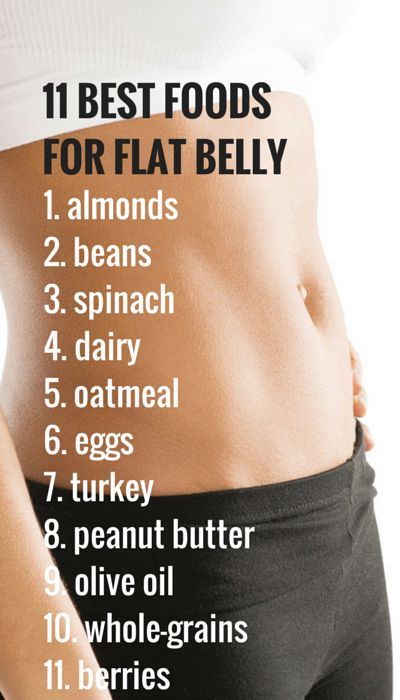 11 BEST FOODS
FOR FLAT BELLY
1. almonds
2. beans
3. spinach
4. dairy
5. oatmeal
6. eggs
7. turkey
8. peanut butter
9. olive oil
10. whole-grains
11. berries